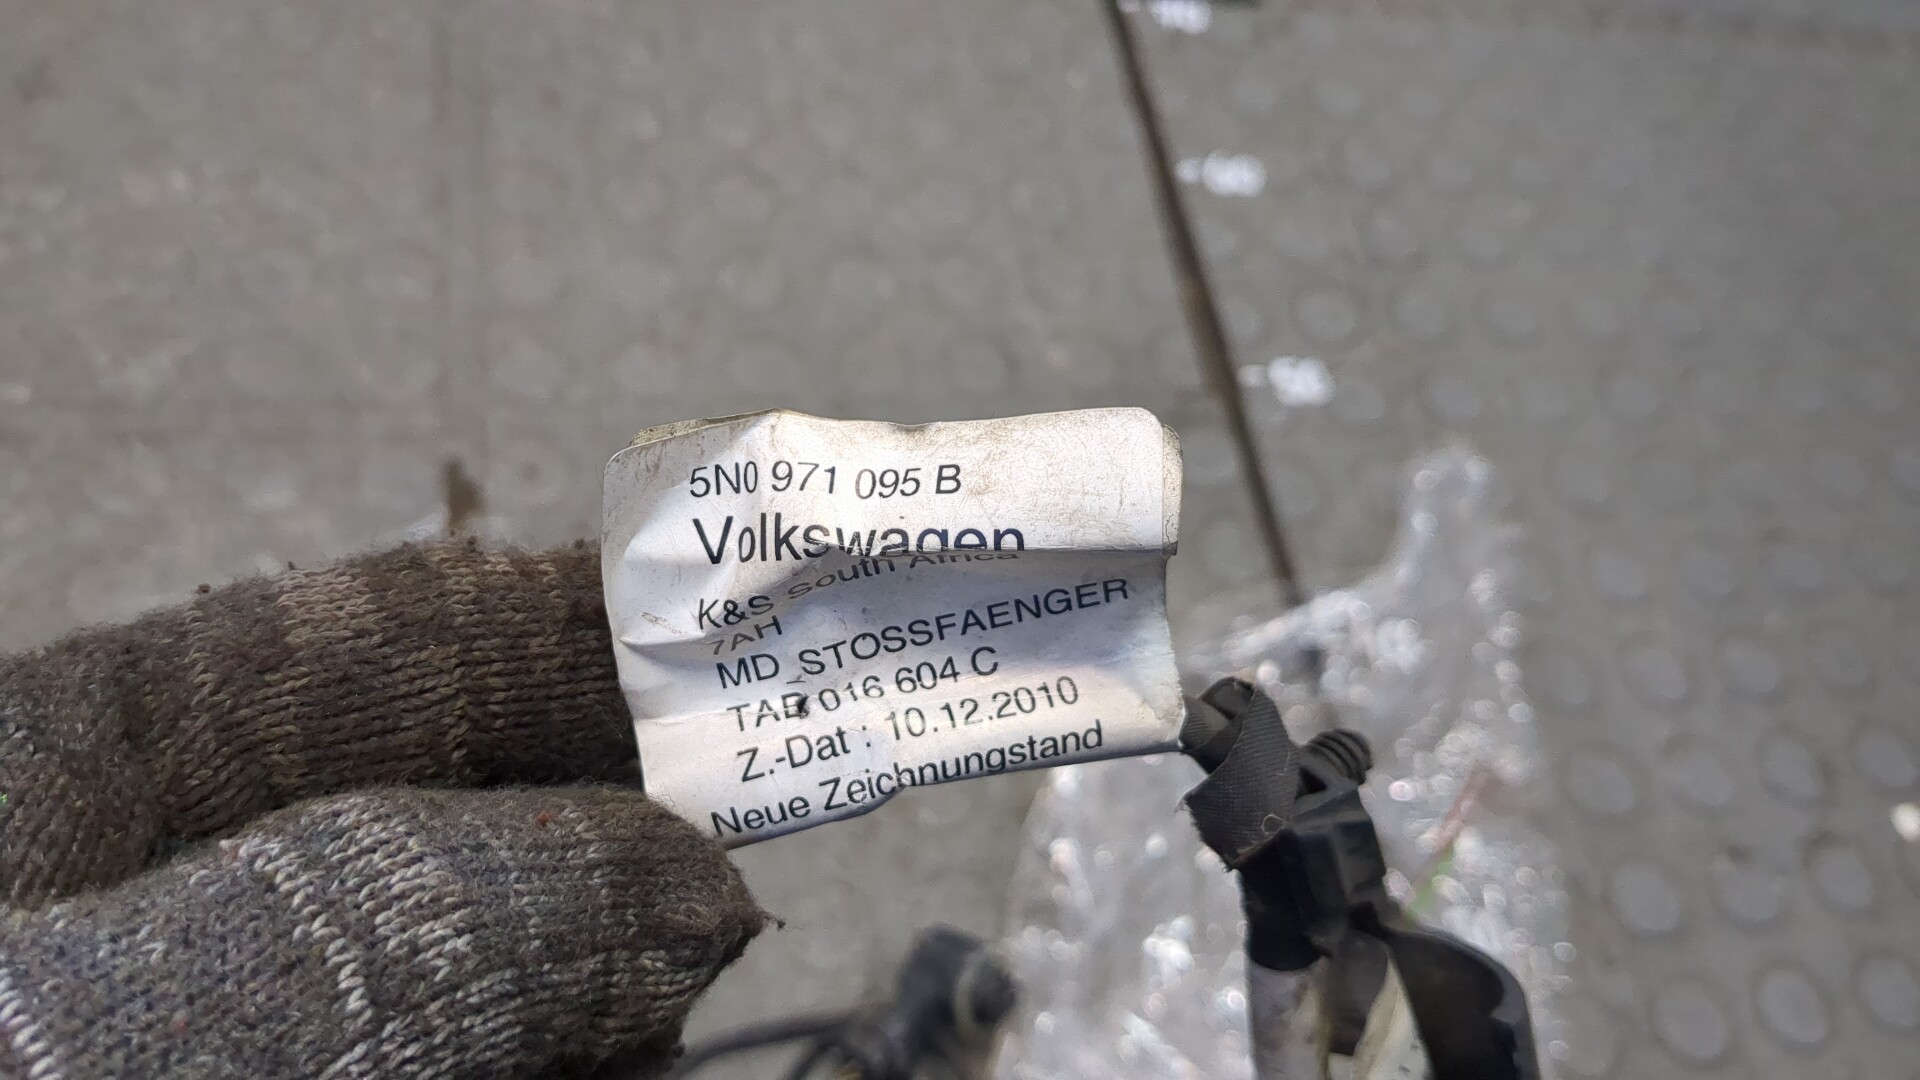 5N0 971 095 B
Volkswagen
K&S South Africa
7AH
MD_STOSSFAENGER
TAB 016 604 C
Z.-Dat : 10.12.2010
Neue Zeichnungstand